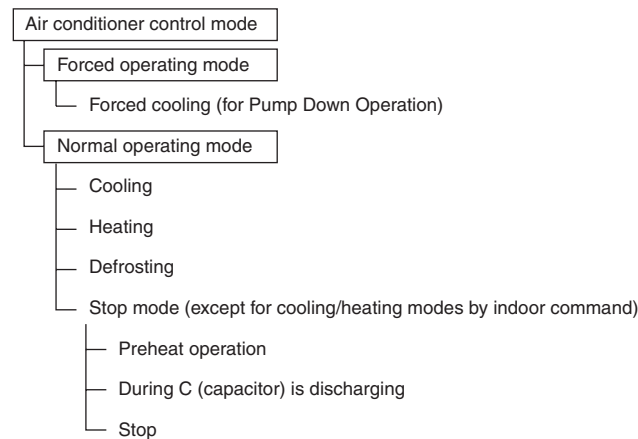 Air conditioner control mode
Forced operating mode
Forced cooling (for Pump Down Operation)
Normal operating mode
Cooling
Heating
Defrosting
Stop mode (except for cooling/heating modes by indoor command)
Preheat operation
During C (capacitor) is discharging
Stop